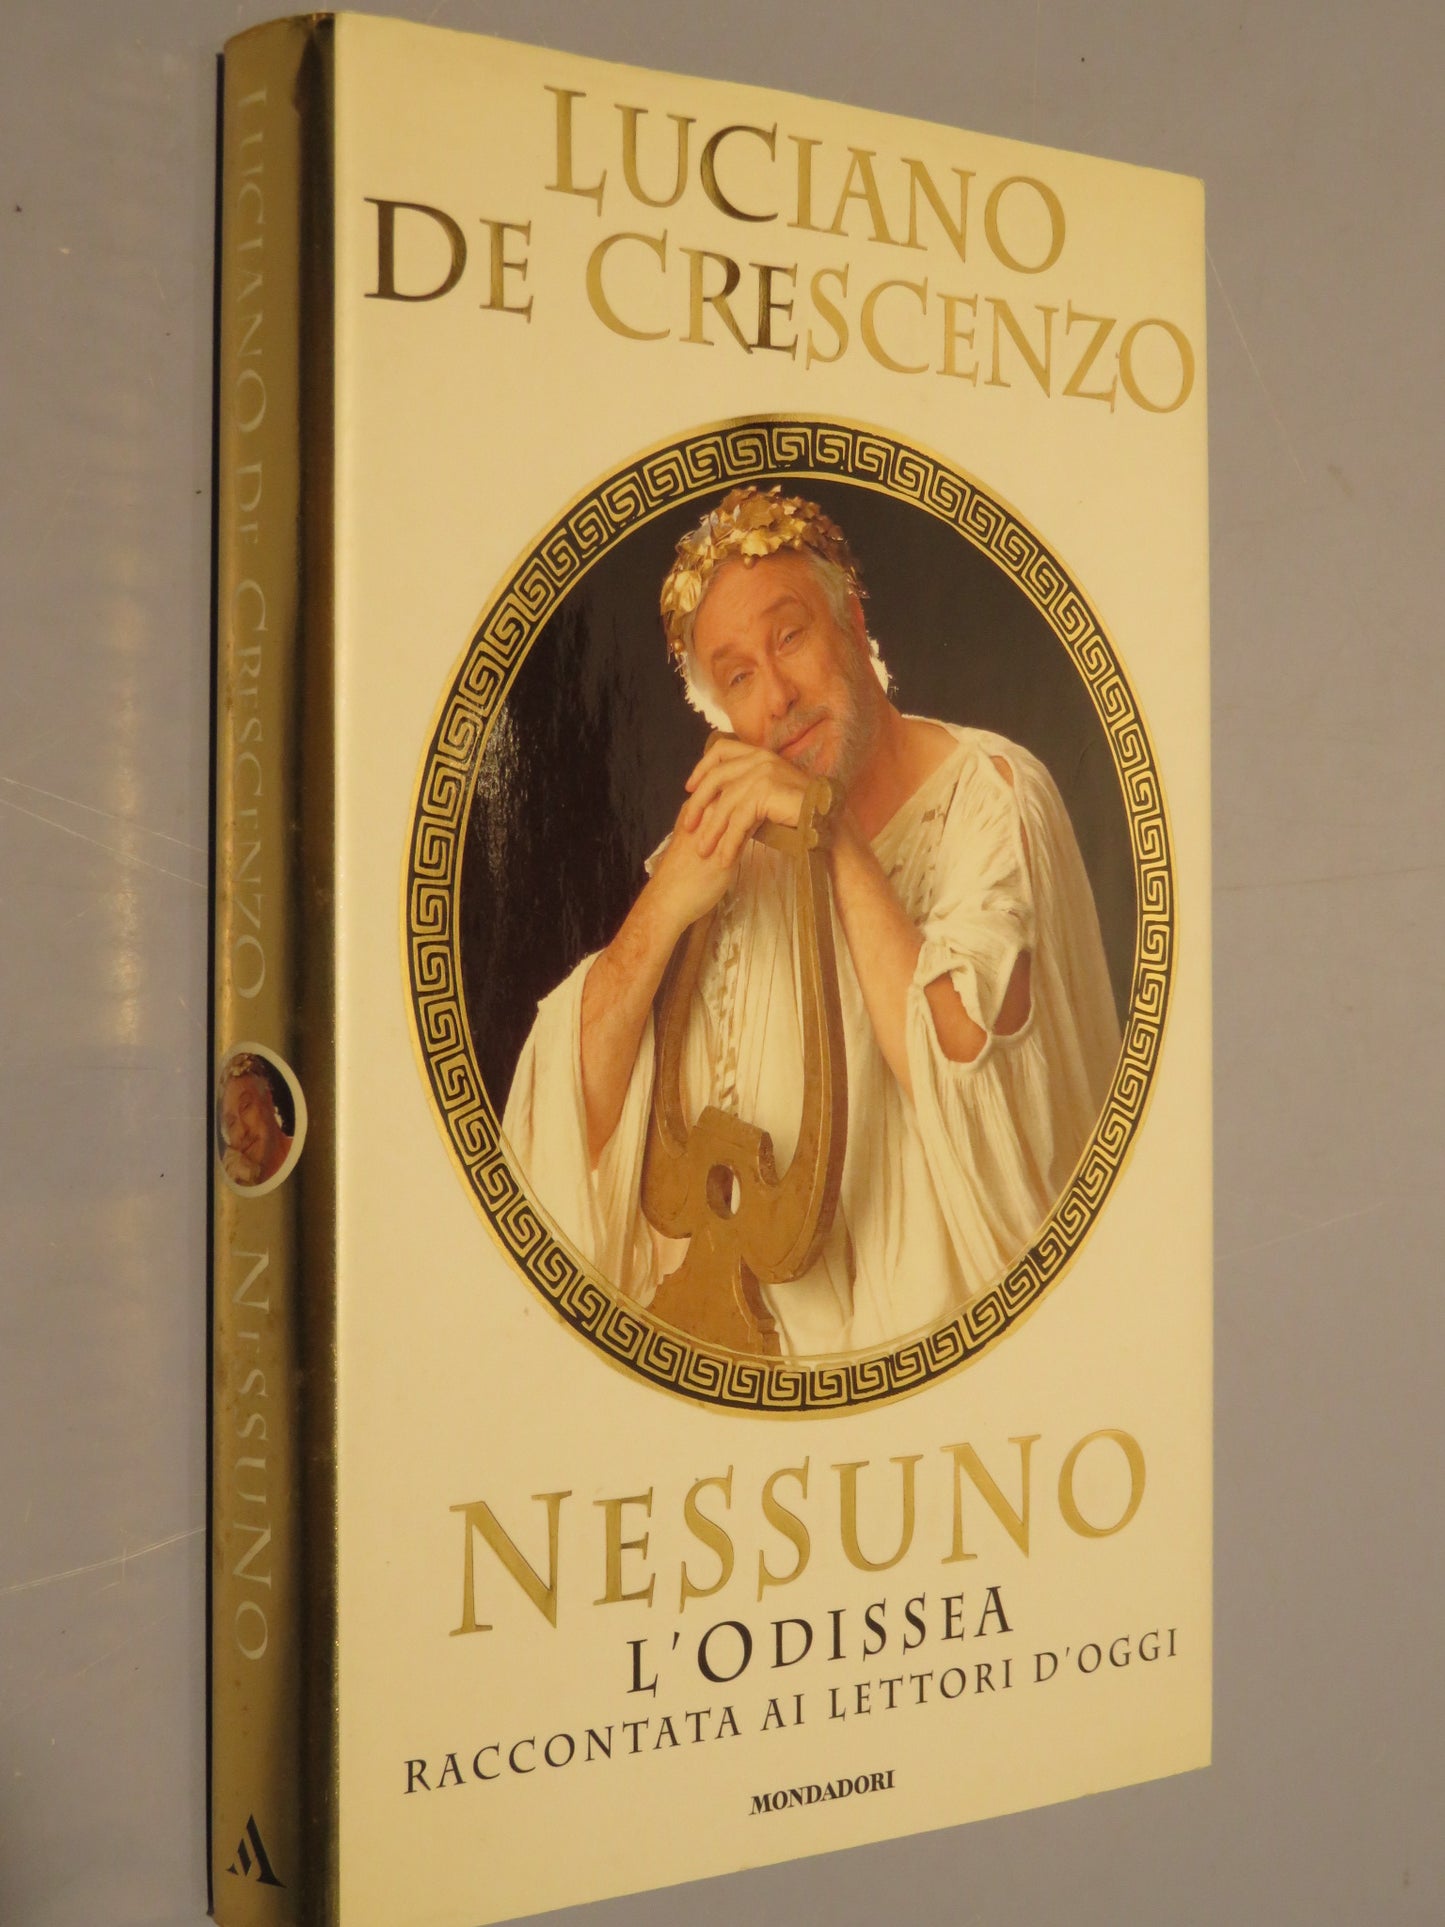 LUCIANO
DE CRESCENZO
NESSUNO
L'ODISSEA
RACCONTATA AI LETTORI D'OGGI
MONDADORI
LUCIANO DE CRESCENZO NESSUNO